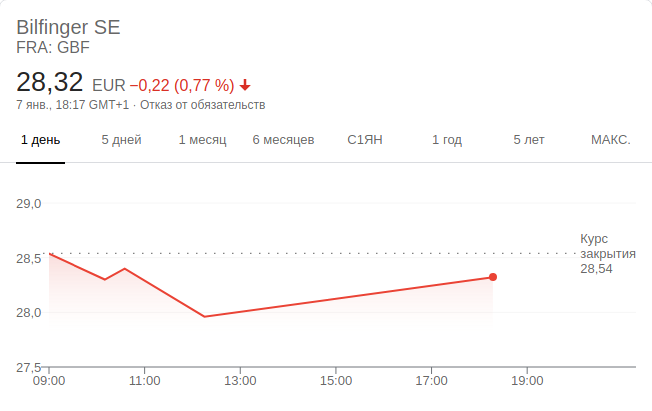 Bilfinger SE
FRA: GBF
28,32 EUR −0,22 (0,77 %)
7 янв., 18:17 GMT+1 · Отказ от обязательств
1 день 5 дней 1 месяц 6 месяцев С1ЯН 1 год 5 лет МАКС.
29,0
Курс
закрытия
28,54
28,5
28,0
27,5
09:00 11:00 13:00 15:00 17:00 19:00